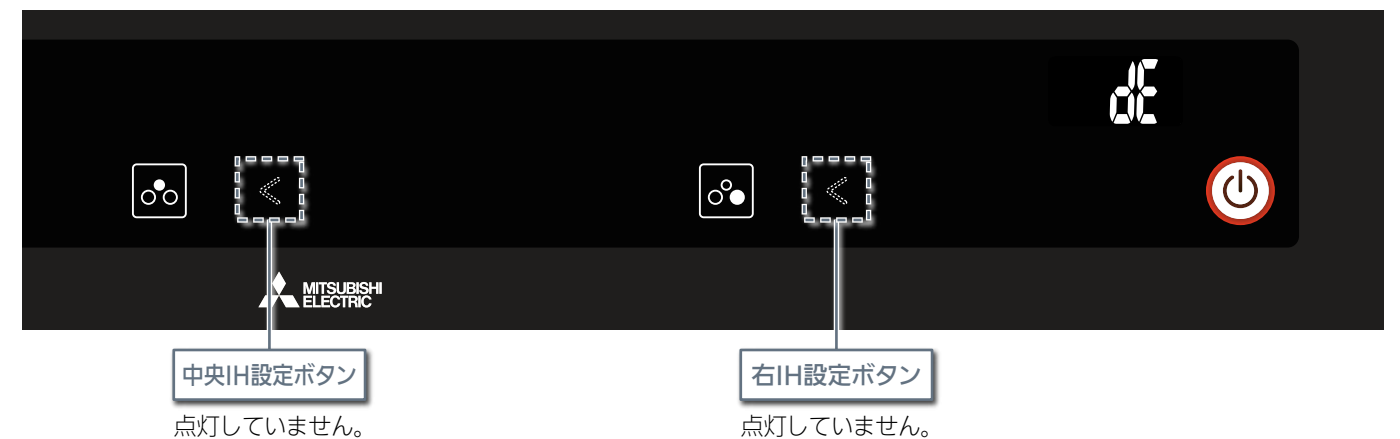 dE
<
<
MITSUBISHI
ELECTRIC
中央IH設定ボタン
右IH設定ボタン
点灯していません。
点灯していません。